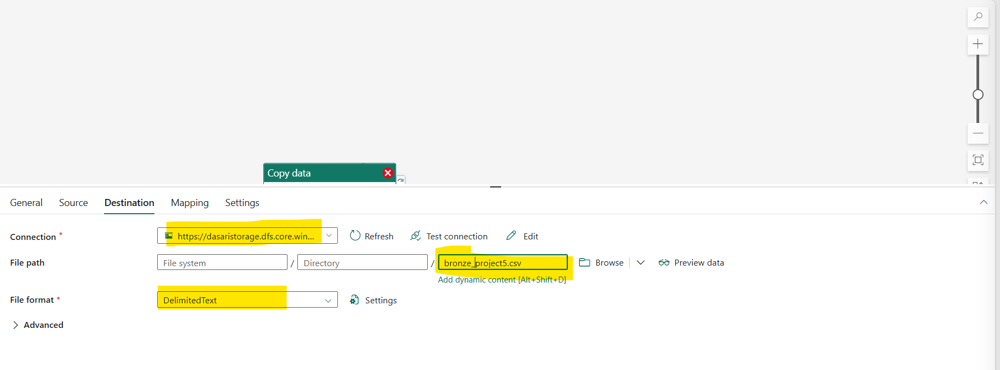 Copy data
General Source Destination Mapping Settings
Connection * https://dasaristorage.dfs.core.win... Refresh Test connection Edit
File path File system / Directory / bronze_project5.csv Browse Preview data
Add dynamic content [Alt+Shift+D]
File format * DelimitedText Settings
Advanced